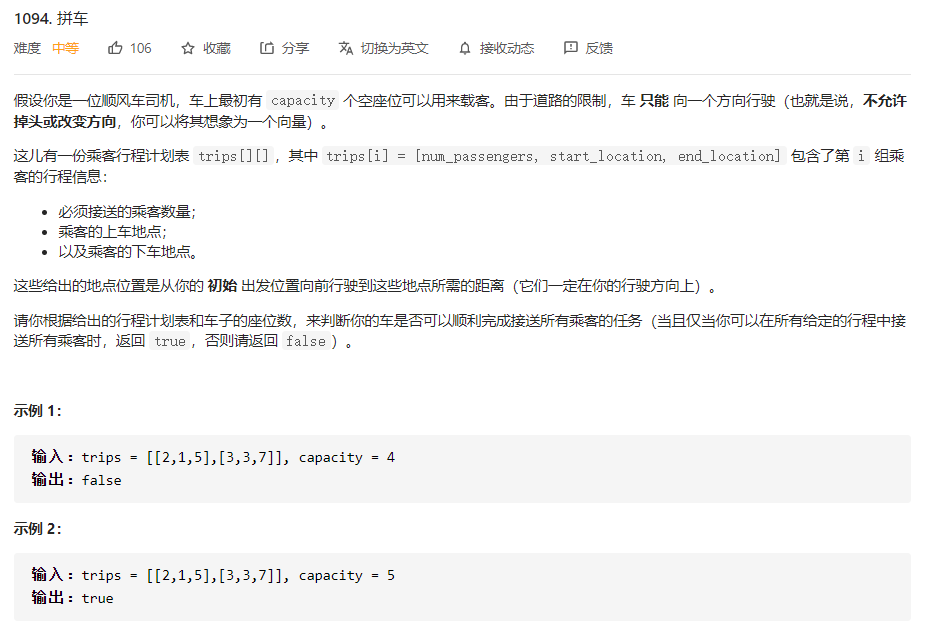 1094. 拼车
难度 中等 106 收藏 分享 切换为英文 接收动态 反馈
假设你是一位顺风车司机，车上最初有 capacity 个空座位可以用来载客。由于道路的限制，车 只能 向一个方向行驶（也就是说，不允许
掉头或改变方向，你可以将其想象为一个向量）。
这儿有一份乘客行程计划表 trips[][]，其中 trips[i] = [num_passengers, start_location, end_location] 包含了第 i 组乘
客的行程信息：
• 必须接送的乘客数量；
• 乘客的上车地点；
• 以及乘客的下车地点。
这些给出的地点位置是从你的 初始 出发位置向前行驶到这些地点所需的距离（它们一定在你的行驶方向上）。
请你根据给出的行程计划表和车子的座位数，来判断你的车是否可以顺利完成接送所有乘客的任务（当且仅当你可以在所有给定的行程中接
送所有乘客时，返回 true，否则请返回 false）。
示例 1：
输入：trips = [[2,1,5],[3,3,7]], capacity = 4
输出：false
示例 2：
输入：trips = [[2,1,5],[3,3,7]], capacity = 5
输出：true